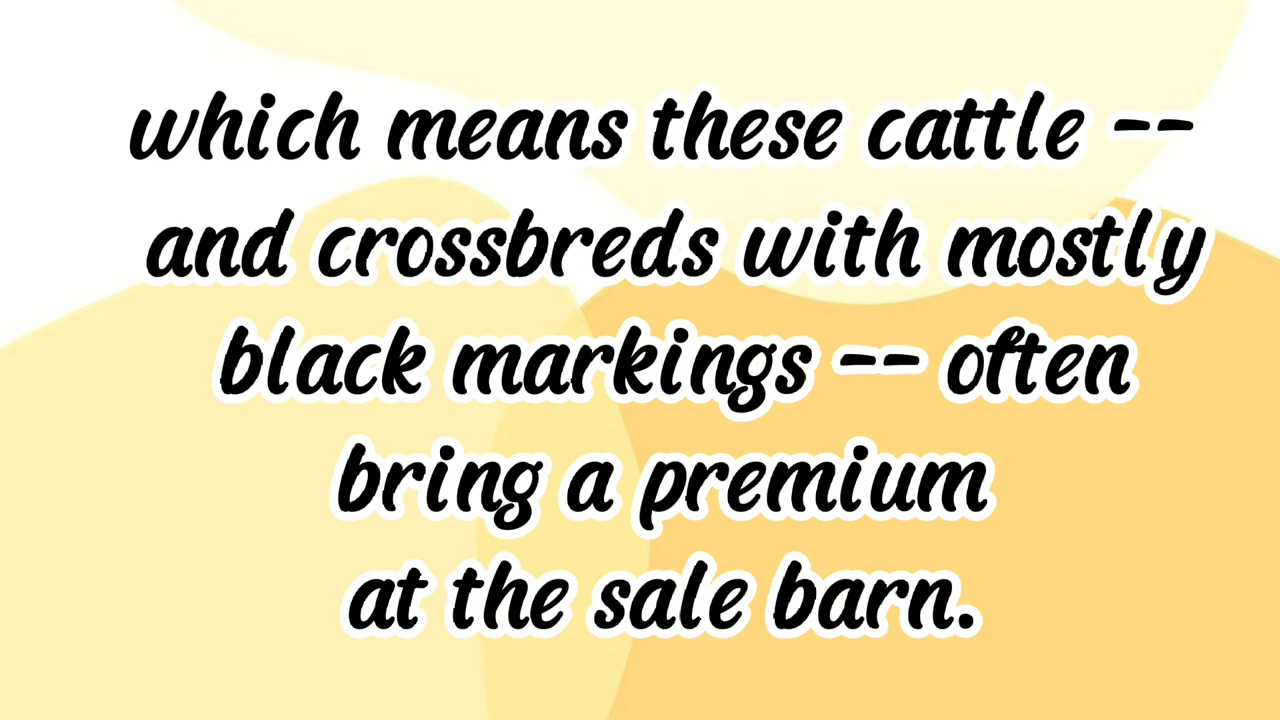 which means these cattle --
and crossbreds with mostly
black markings -- often
bring a premium
at the sale barn.